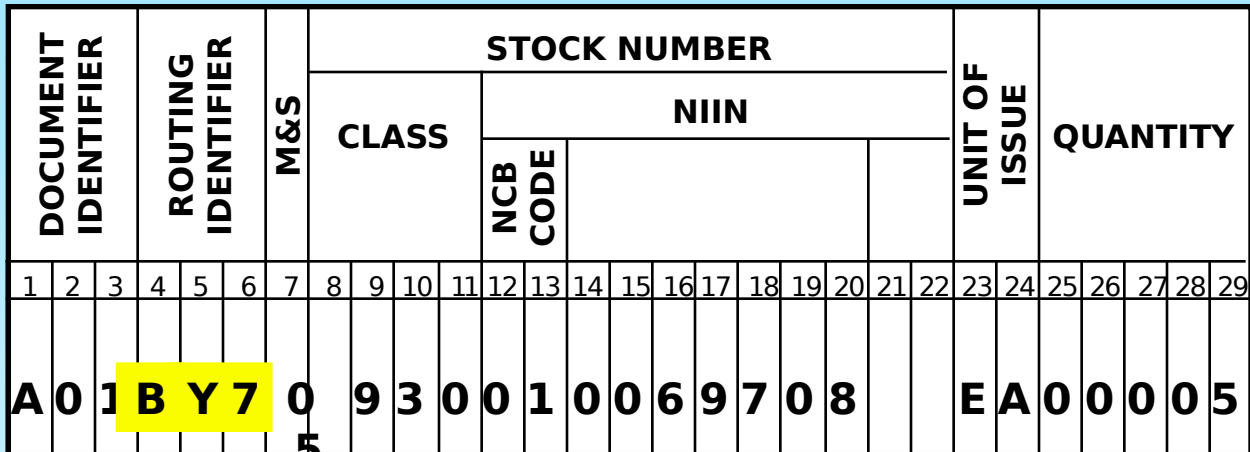 DOCUMENT
IDENTIFIER
ROUTING
IDENTIFIER
M&S
STOCK NUMBER
CLASS
NIIN
NCB
CODE
UNIT OF
ISSUE
QUANTITY
1 2 3 4 5 6 7 8 9 10 11 12 13 14 15 16 17 18 19 20 21 22 23 24 25 26 27 28 29
A 0 1 B Y 7 0 9 3 0 0 1 0 0 6 9 7 0 8 E A 0 0 0 0 5
5